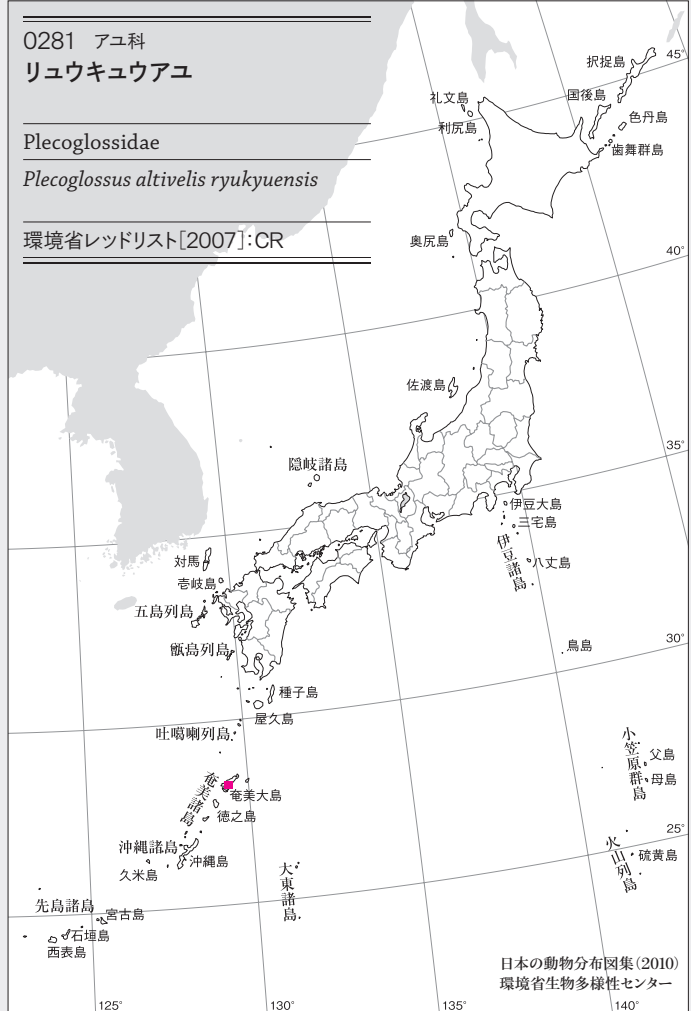 0281 アユ科
リュウキュウアユ
Plecoglossidae
Plecoglossus altivelis ryukyuensis
環境省レッドリスト[2007]:CR
45°
択捉島
国後島
礼文島
色丹島
利尻島
歯舞群島
奥尻島
40°
佐渡島
35°
隠岐諸島
伊豆大島
三宅島
伊豆諸島
八丈島
対馬
壱岐島
五島列島
甑島列島
鳥島
30°
種子島
屋久島
吐噶喇列島
小笠原群島
父島
母島
奄美諸島
奄美大島
徳之島
25°
沖縄諸島
沖縄島
久米島
火山列島
硫黄島
大東諸島
先島諸島
宮古島
石垣島
西表島
日本の動物分布図集(2010)
環境省生物多様性センター
125°
130°
135°
140°